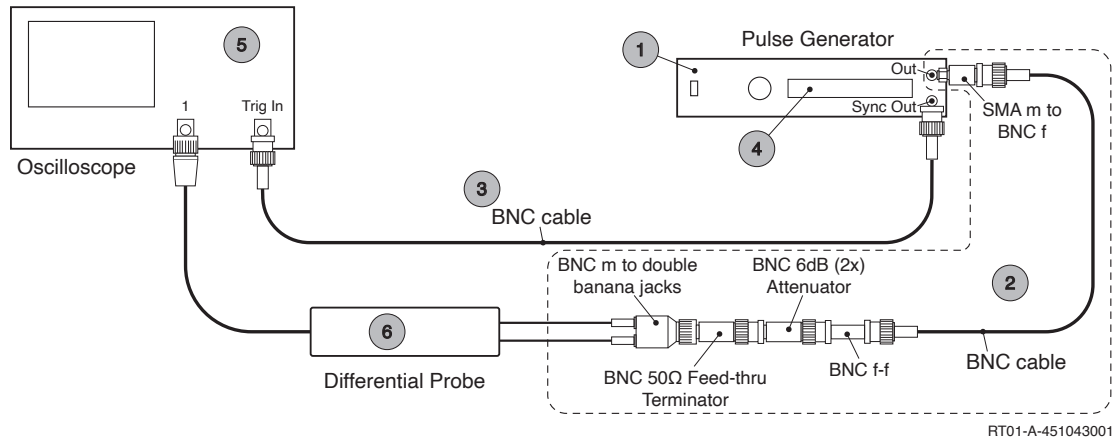 5
1
Trig In
Oscilloscope
Pulse Generator
1
Out
Sync Out
SMA m to
BNC f
4
3
BNC cable
BNC m to double
banana jacks
BNC 6dB (2x)
Attenuator
2
6
Differential Probe
BNC 50Ω Feed-thru
Terminator
BNC f-f
BNC cable
RT01-A-451043001